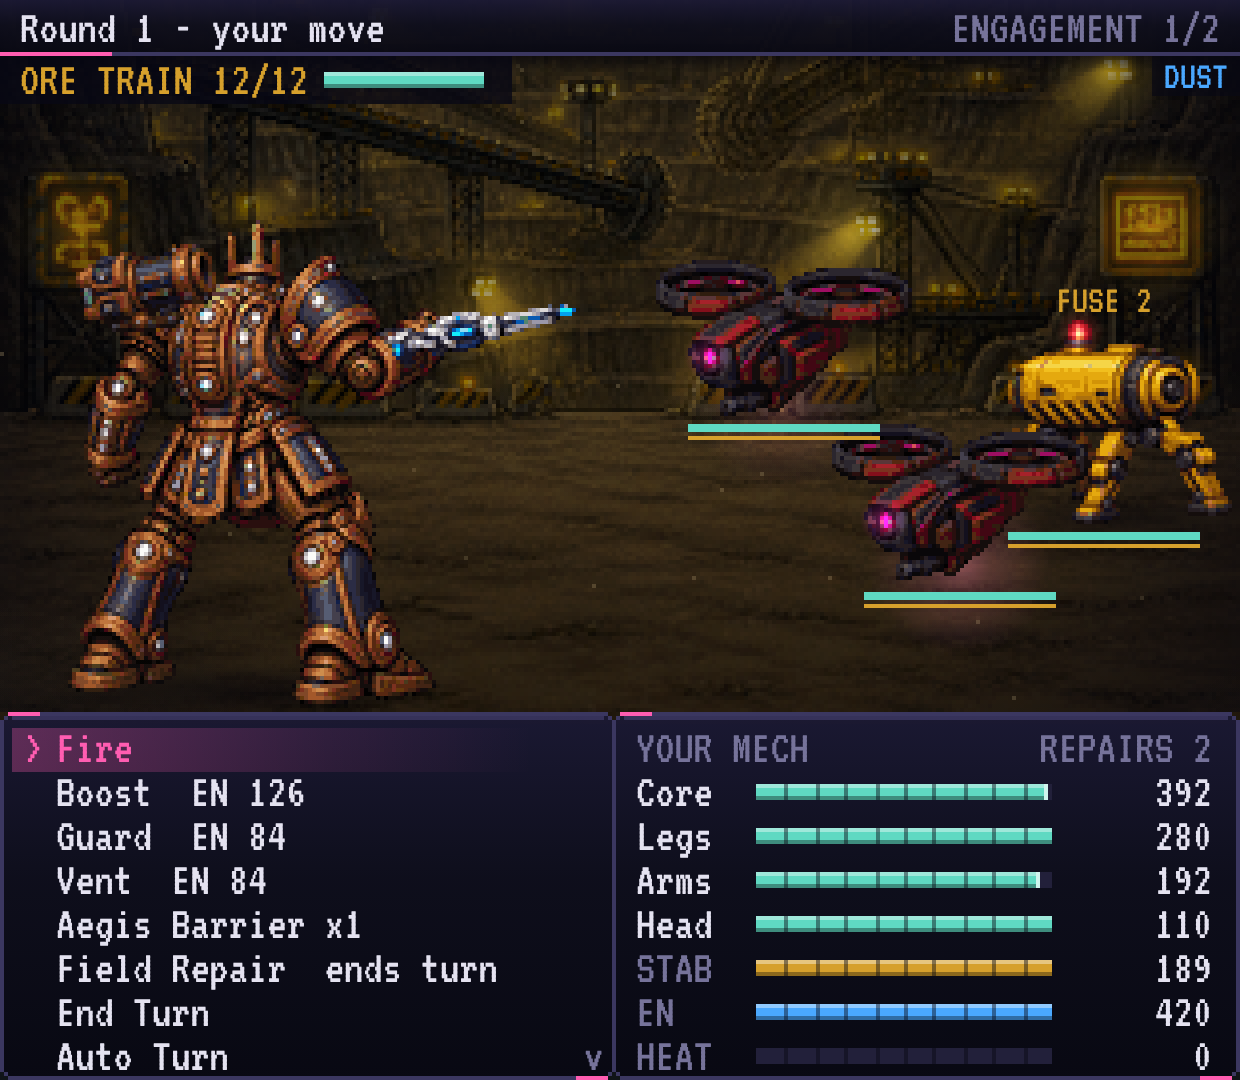 Round 1 - your move
ENGAGEMENT 1/2
ORE TRAIN 12/12
DUST
FUSE 2
> Fire
Boost EN 126
Guard EN 84
Vent EN 84
Aegis Barrier x1
Field Repair ends turn
End Turn
Auto Turn v
YOUR MECH REPAIRS 2
Core 392
Legs 280
Arms 192
Head 110
STAB 189
EN 420
HEAT 0